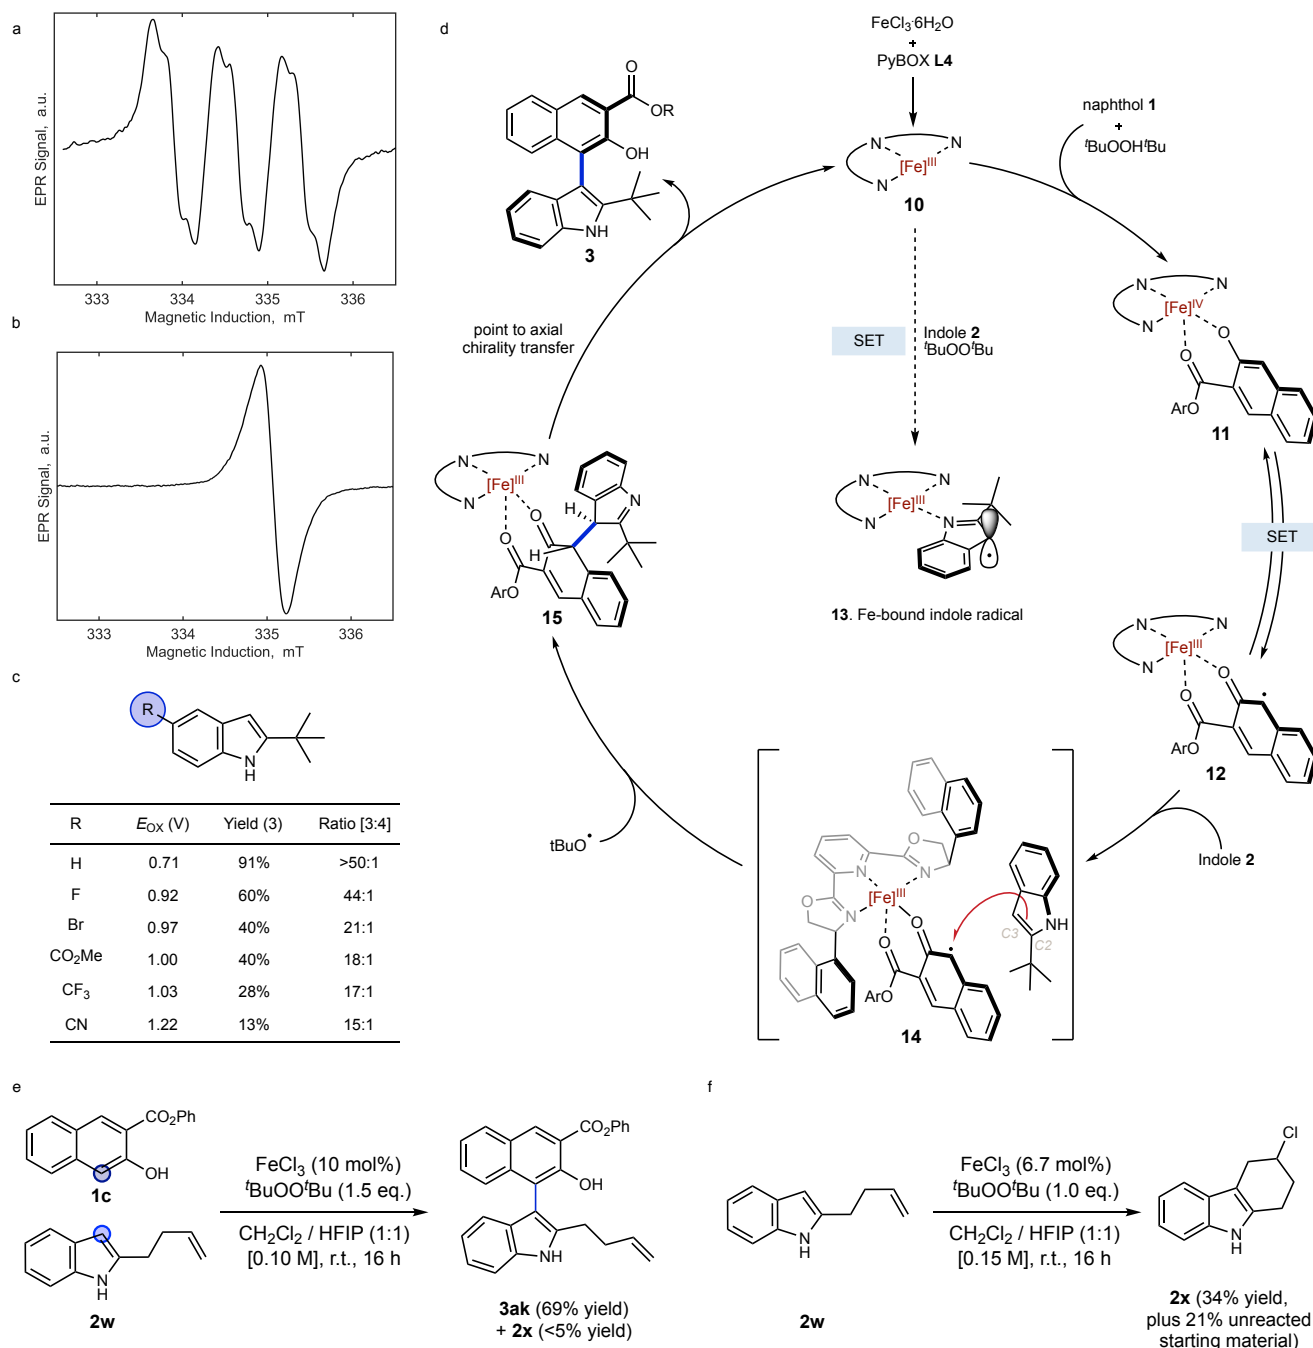 a
EPR Signal, a.u.
333
334
335
336
Magnetic Induction, mT
b
EPR Signal, a.u.
333
334
335
336
Magnetic Induction, mT
c
R
N
H
R
E_OX (V)
Yield (3)
Ratio [3:4]
H
0.71
91%
>50:1
F
0.92
60%
44:1
Br
0.97
40%
21:1
CO2Me
1.00
40%
18:1
CF3
1.03
28%
17:1
CN
1.22
13%
15:1
d
FeCl3·6H2O
+
PyBOX L4
naphthol 1
+
tBuOOHtBu
O
OR
OH
NH
3
N
N
[Fe]III
N
10
N
N
[Fe]IV
N
O
O
ArO
11
SET
Indole 2
tBuOOtBu
point to axial
chirality transfer
N
N
[Fe]III
N
N
13. Fe-bound indole radical
SET
N
N
[Fe]III
N
H
N
O
O
H
ArO
15
N
N
[Fe]III
N
O
O
ArO
12
tBuO•
Indole 2
O
N
N
O
N
[Fe]III
O
O
ArO
C3
C2
NH
14
e
CO2Ph
OH
1c
N
H
2w
FeCl3 (10 mol%)
tBuOOtBu (1.5 eq.)
CH2Cl2 / HFIP (1:1)
[0.10 M], r.t., 16 h
CO2Ph
OH
NH
3ak (69% yield)
+ 2x (<5% yield)
f
N
H
2w
FeCl3 (6.7 mol%)
tBuOOtBu (1.0 eq.)
CH2Cl2 / HFIP (1:1)
[0.15 M], r.t., 16 h
Cl
N
H
2x (34% yield,
plus 21% unreacted
starting material)